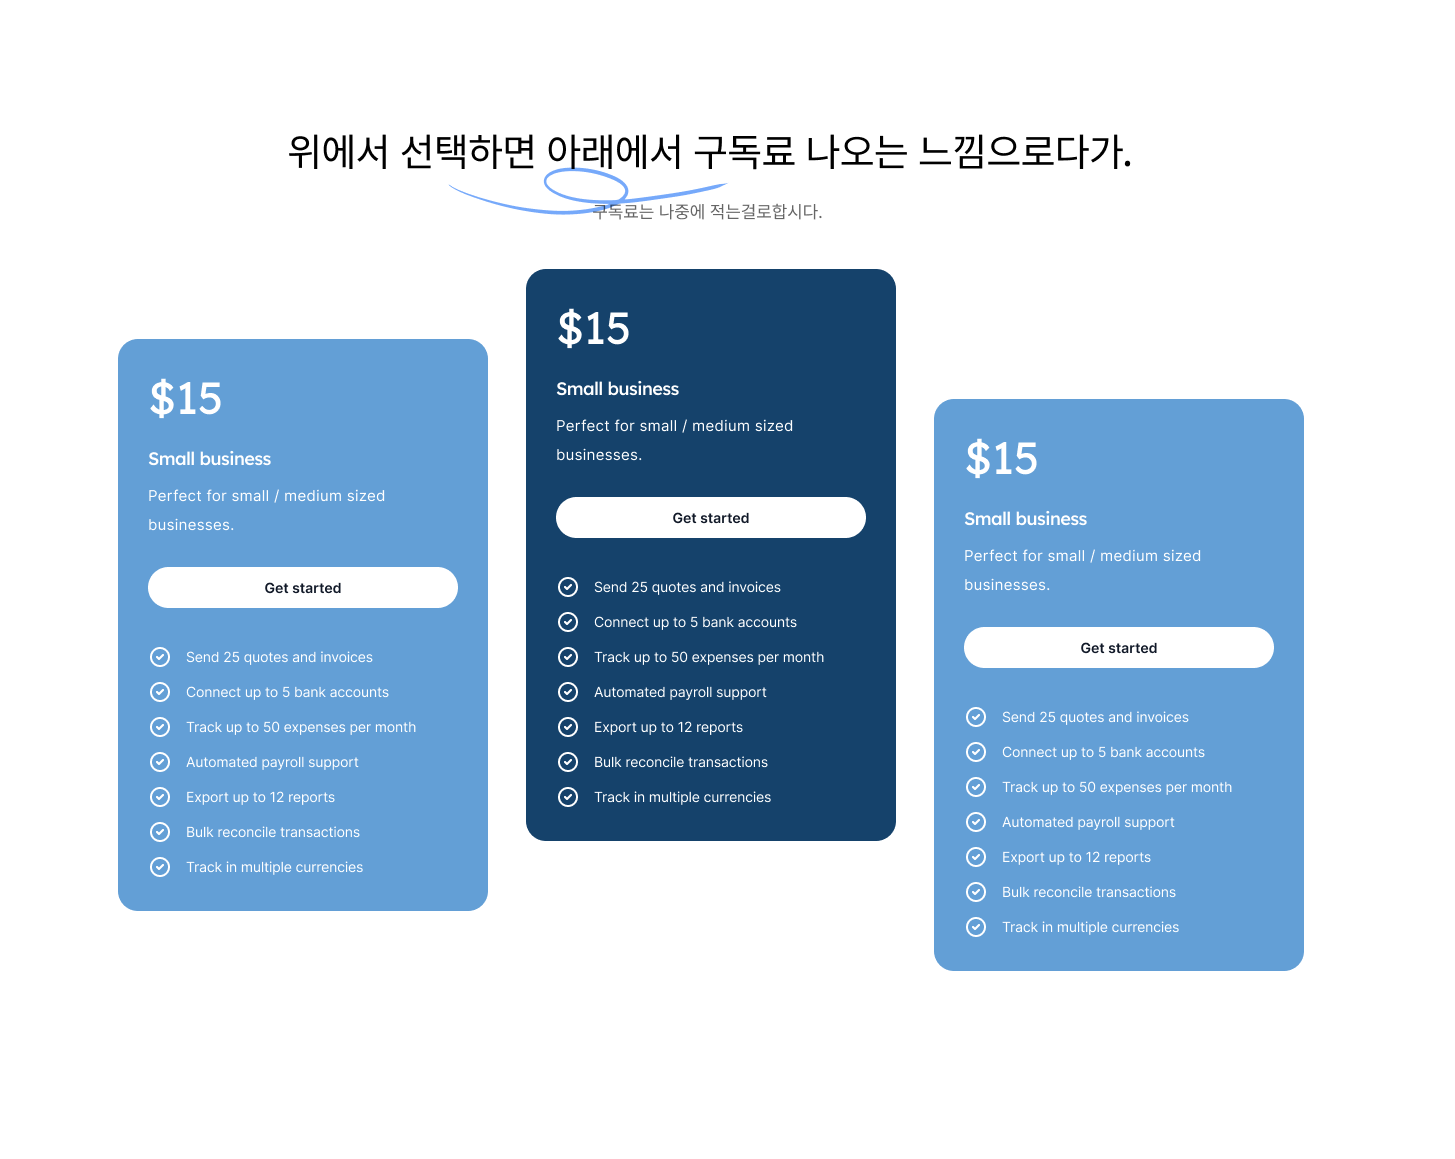 위에서 선택하면 아래에서 구독료 나오는 느낌으로다가.
구독료는 나중에 적는걸로합시다.
$15
Small business
Perfect for small / medium sized
businesses.
Get started
Send 25 quotes and invoices
Connect up to 5 bank accounts
Track up to 50 expenses per month
Automated payroll support
Export up to 12 reports
Bulk reconcile transactions
Track in multiple currencies
$15
Small business
Perfect for small / medium sized
businesses.
Get started
Send 25 quotes and invoices
Connect up to 5 bank accounts
Track up to 50 expenses per month
Automated payroll support
Export up to 12 reports
Bulk reconcile transactions
Track in multiple currencies
$15
Small business
Perfect for small / medium sized
businesses.
Get started
Send 25 quotes and invoices
Connect up to 5 bank accounts
Track up to 50 expenses per month
Automated payroll support
Export up to 12 reports
Bulk reconcile transactions
Track in multiple currencies